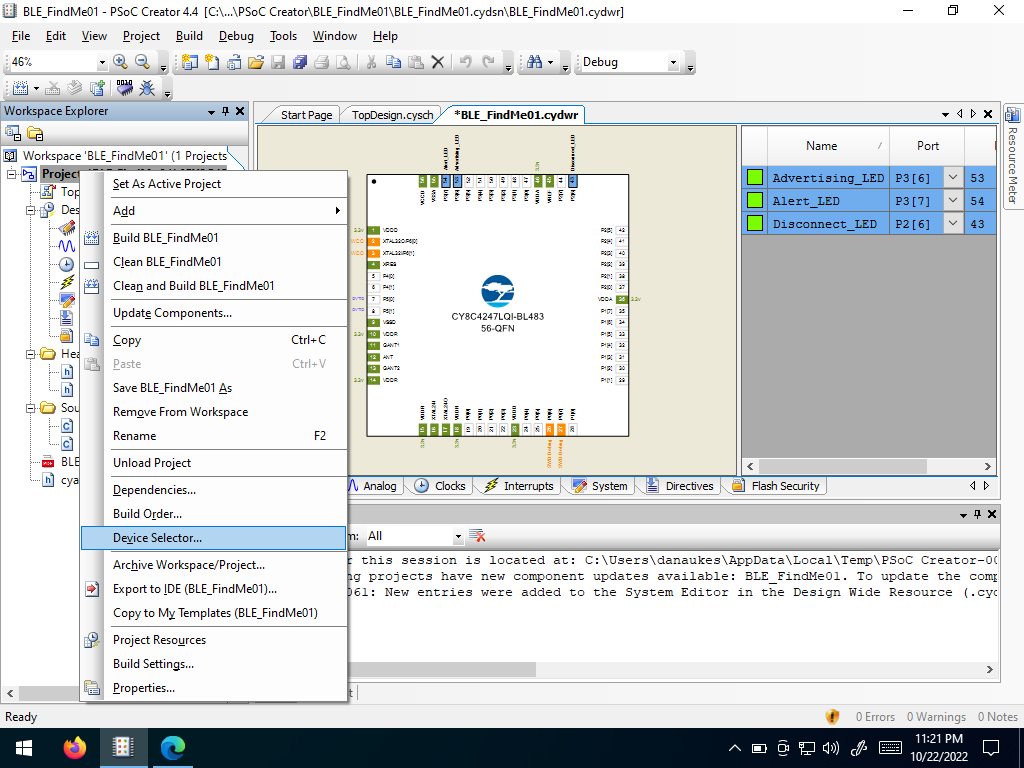 BLE_FindMe01 - PSoC Creator 4.4 [C:\...\PSoC Creator\BLE_FindMe01\BLE_FindMe01.cydsn\BLE_FindMe01.cydwr]
File Edit View Project Build Debug Tools Window Help
46%
Debug
Workspace Explorer
Start Page
TopDesign.cysch
*BLE_FindMe01.cydwr
Workspace 'BLE_FindMe01' (1 Projects
Project
Top
Des
Hea
Sou
BLE
cya
Set As Active Project
Add
Build BLE_FindMe01
Clean BLE_FindMe01
Clean and Build BLE_FindMe01
Update Components...
Copy Ctrl+C
Paste Ctrl+V
Save BLE_FindMe01 As
Remove From Workspace
Rename F2
Unload Project
Dependencies...
Build Order...
Device Selector...
Archive Workspace/Project...
Export to IDE (BLE_FindMe01)...
Copy to My Templates (BLE_FindMe01)
Project Resources
Build Settings...
Properties...
CY8C4247LQI-BL483
56-QFN
Name Port
Advertising_LED P3[6] 53
Alert_LED P3[7] 54
Disconnect_LED P2[6] 43
Resource Meter
Analog
Clocks
Interrupts
System
Directives
Flash Security
m: All
r this session is located at: C:\Users\danaukes\AppData\Local\Temp\PSoC Creator-00
ng projects have new component updates available: BLE_FindMe01. To update the comp
061: New entries were added to the System Editor in the Design Wide Resource (.cyd
Ready
0 Errors 0 Warnings 0 Notes
11:21 PM
10/22/2022